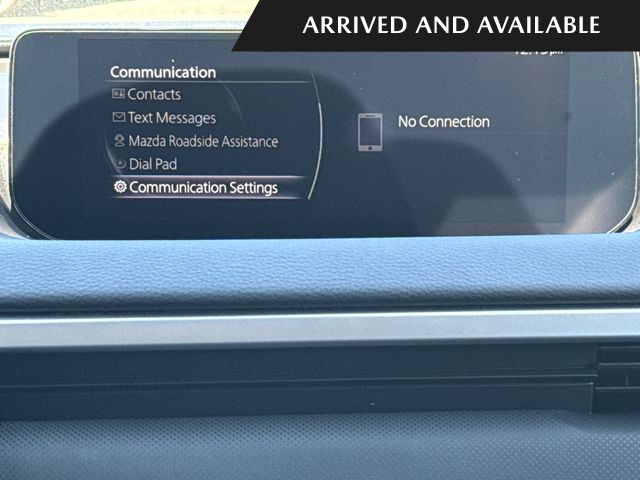 ARRIVED AND AVAILABLE
Communication
Contacts
Text Messages
Mazda Roadside Assistance
Dial Pad
Communication Settings
No Connection